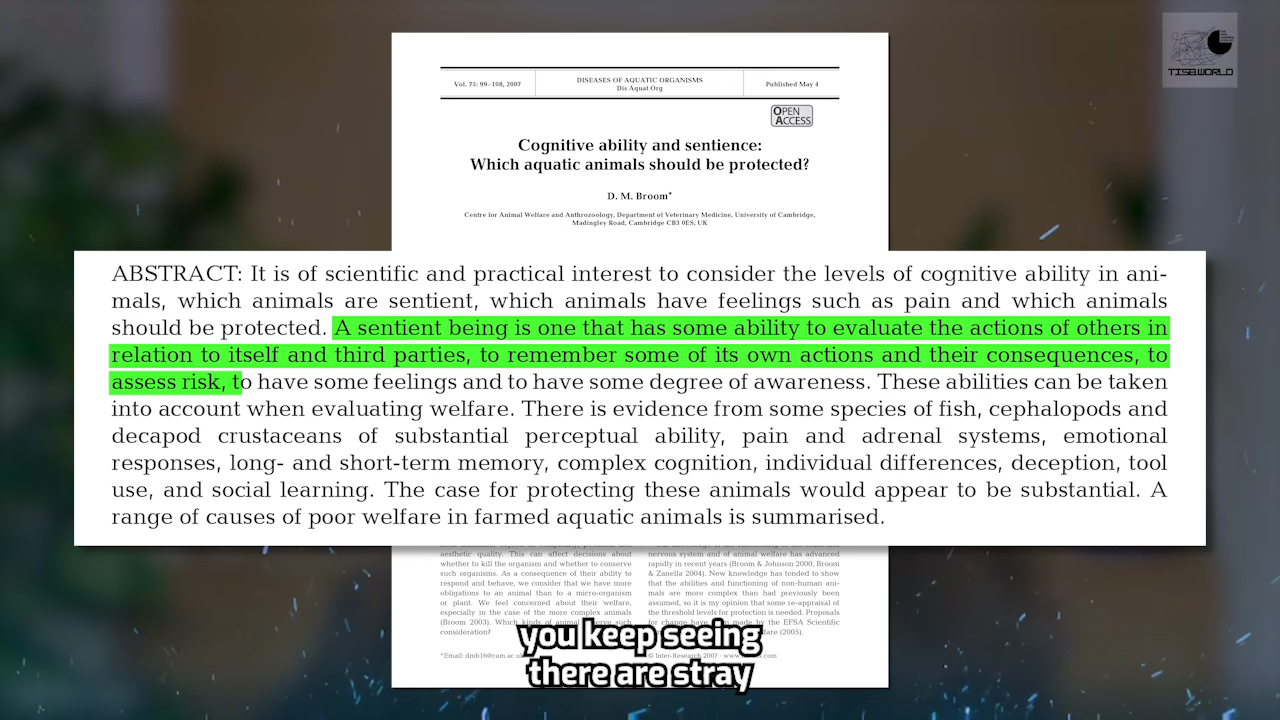 TISEWORLD
Vol. 75: 99–108, 2007
DISEASES OF AQUATIC ORGANISMS
Dis Aquat Org
Published May 4
OPEN
ACCESS
Cognitive ability and sentience:
Which aquatic animals should be protected?
D. M. Broom*
Centre for Animal Welfare and Anthrozoology, Department of Veterinary Medicine, University of Cambridge,
Madingley Road, Cambridge CB3 0ES, UK
ABSTRACT: It is of scientific and practical interest to consider the levels of cognitive ability in ani-
mals, which animals are sentient, which animals have feelings such as pain and which animals
should be protected. A sentient being is one that has some ability to evaluate the actions of others in
relation to itself and third parties, to remember some of its own actions and their consequences, to
assess risk, to have some feelings and to have some degree of awareness. These abilities can be taken
into account when evaluating welfare. There is evidence from some species of fish, cephalopods and
decapod crustaceans of substantial perceptual ability, pain and adrenal systems, emotional
responses, long- and short-term memory, complex cognition, individual differences, deception, tool
use, and social learning. The case for protecting these animals would appear to be substantial. A
range of causes of poor welfare in farmed aquatic animals is summarised.
aesthetic quality. This can affect decisions about
whether to kill the organism and whether to conserve
such organisms. As a consequence of their ability to
respond and behave, we consider that we have more
obligations to an animal than to a micro-organism
or plant. We feel concerned about their welfare,
especially in the case of the more complex animals
(Broom 2003). Which kinds of animal
consideration?
*Email: dmb16@cam.ac.u
nervous system and of animal welfare has advanced
rapidly in recent years (Broom & Johnson 2000, Broom
& Zanella 2004). New knowledge has tended to show
that the abilities and functioning of non-human ani-
mals are more complex than had previously been
assumed, so it is my opinion that some re-appraisal of
the threshold levels for protection is needed. Proposals
for change have made by the EFSA Scientific
(2005).
© Inter-Research 2007 ·
you keep seeing
there are stray